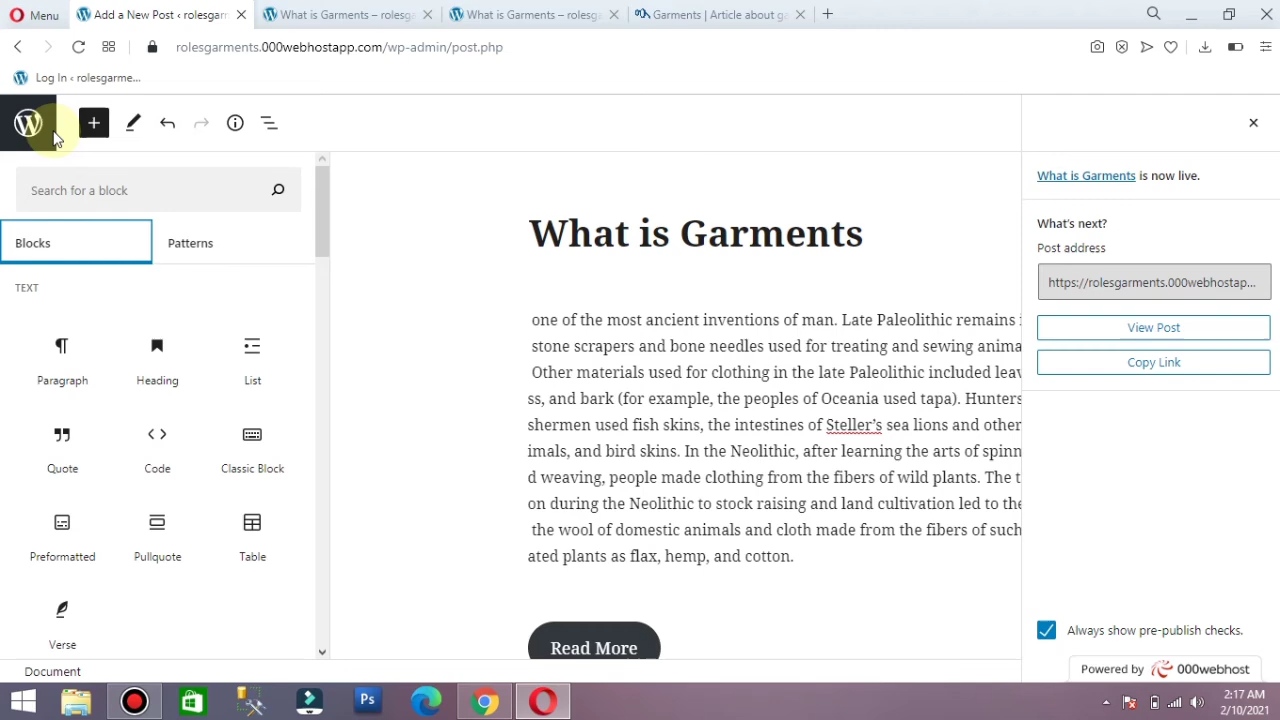 Menu
Add a New Post ‹ rolesgarm
What is Garments – rolesg
What is Garments – rolesg
Garments | Article about ga
rolesgarments.000webhostapp.com/wp-admin/post.php
Log In ‹ rolesgarme...
Search for a block
Blocks
Patterns
TEXT
Paragraph
Heading
List
Quote
Code
Classic Block
Preformatted
Pullquote
Table
Verse
Document
What is Garments
one of the most ancient inventions of man. Late Paleolithic remains i
stone scrapers and bone needles used for treating and sewing anima
Other materials used for clothing in the late Paleolithic included leav
ss, and bark (for example, the peoples of Oceania used tapa). Hunters
shermen used fish skins, the intestines of Steller’s sea lions and other
imals, and bird skins. In the Neolithic, after learning the arts of spinn
d weaving, people made clothing from the fibers of wild plants. The t
on during the Neolithic to stock raising and land cultivation led to the
the wool of domestic animals and cloth made from the fibers of such
ated plants as flax, hemp, and cotton.
Read More
What is Garments is now live.
What’s next?
Post address
https://rolesgarments.000webhostap...
View Post
Copy Link
Always show pre-publish checks.
Powered by 000webhost
Ps
2:17 AM
2/10/2021